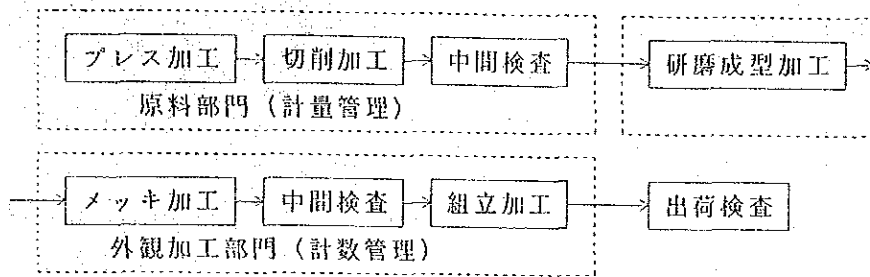 プレス加工 切削加工 中間検査 研磨成型加工
原料部門（計量管理）
メッキ加工 中間検査 組立加工 出荷検査
外観加工部門（計数管理）